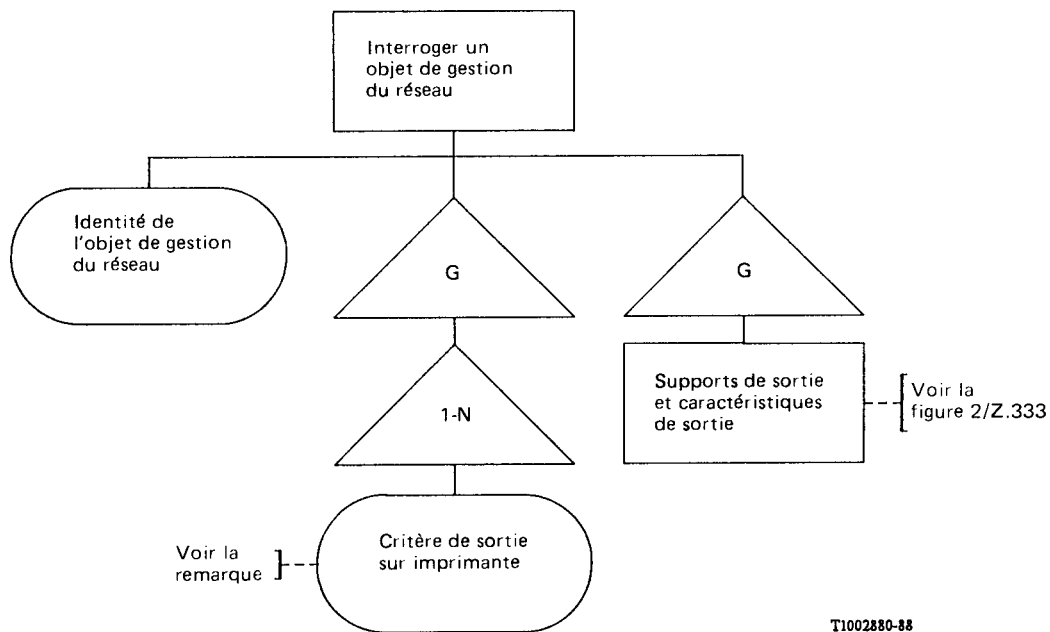 Interroger un
objet de gestion
du réseau
Identité de
l'objet de gestion
du réseau
G
G
1-N
Supports de sortie
et caractéristiques
de sortie
Voir la
figure 2/Z.333
Critère de sortie
sur imprimante
Voir la
remarque
T1002880-88